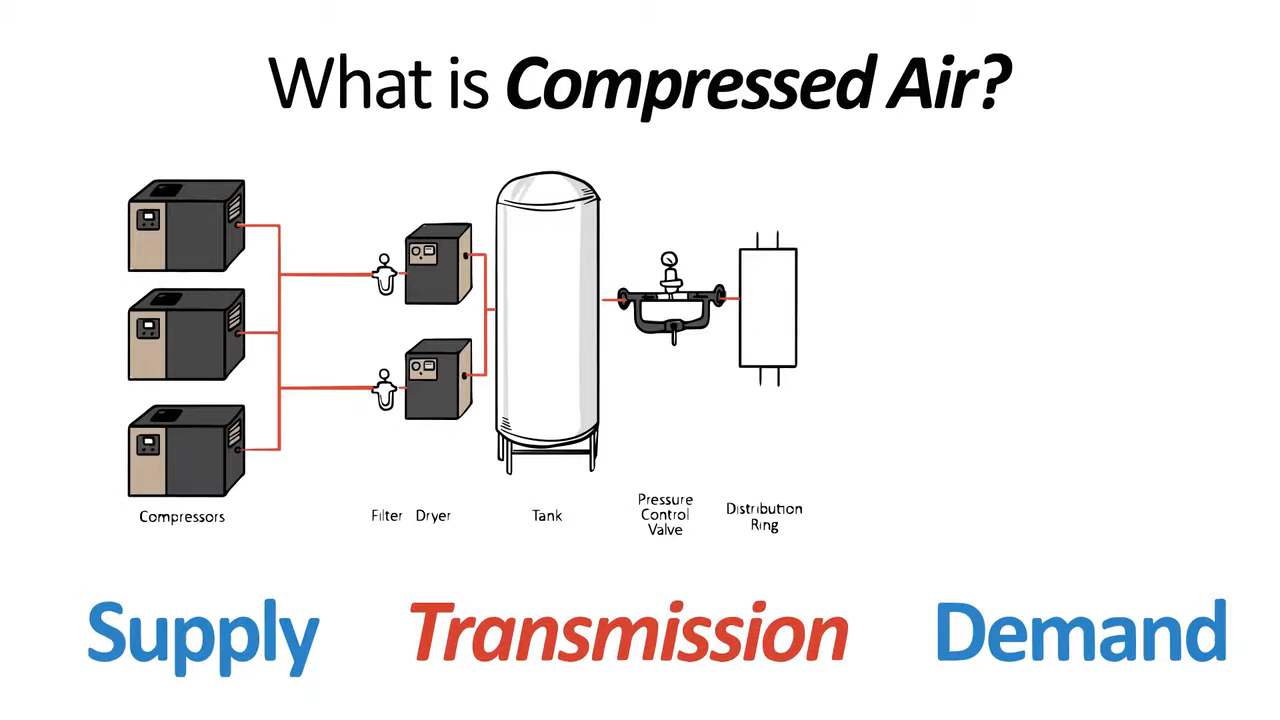 What is Compressed Air?
Compressors
Filter
Dryer
Tank
Pressure
Control
Valve
Distribution
Ring
Supply
Transmission
Demand